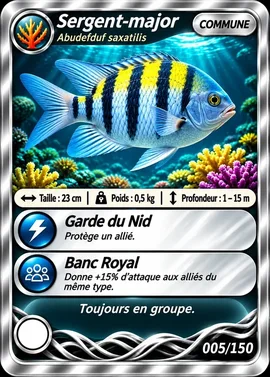 Sergent-major
COMMUNE
Abudefduf saxatilis
Taille : 23 cm | Poids : 0,5 kg | Profondeur : 1 – 15 m
Garde du Nid
Protège un allié.
Banc Royal
Donne +15% d'attaque aux alliés du
même type.
Toujours en groupe.
005/150